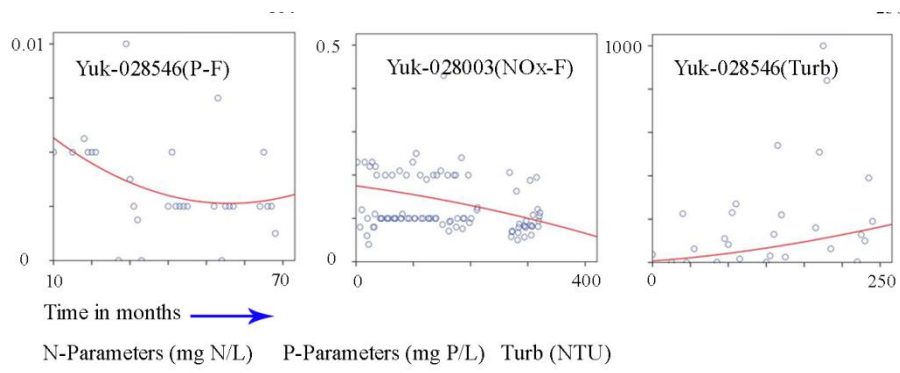 0.01
Yuk-028546(P-F)
0
10
70
0.5
Yuk-028003(NOx-F)
0
0
400
1000
Yuk-028546(Turb)
0
0
250
Time in months
N-Parameters (mg N/L) P-Parameters (mg P/L) Turb (NTU)